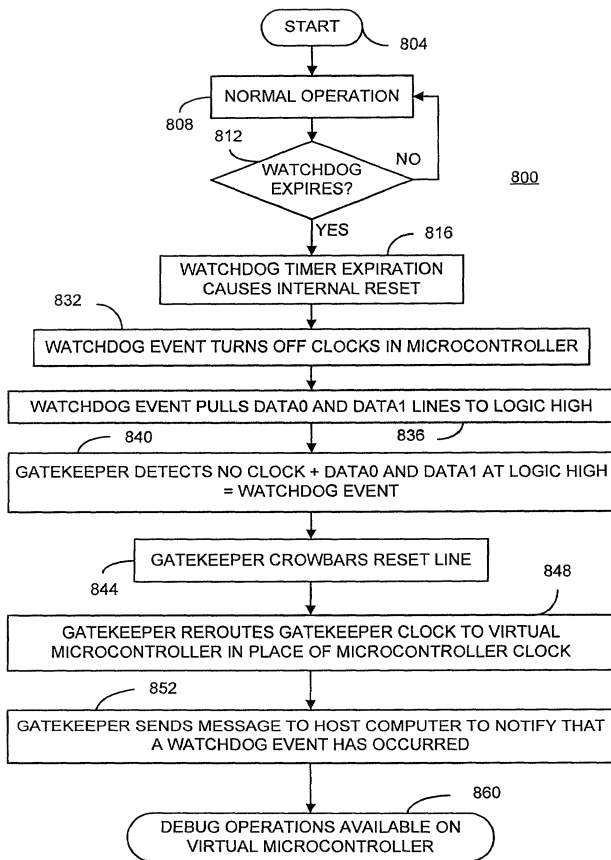 START
804
NORMAL OPERATION
808
812
WATCHDOG
EXPIRES?
NO
800
YES
816
WATCHDOG TIMER EXPIRATION
CAUSES INTERNAL RESET
832
WATCHDOG EVENT TURNS OFF CLOCKS IN MICROCONTROLLER
WATCHDOG EVENT PULLS DATA0 AND DATA1 LINES TO LOGIC HIGH
836
840
GATEKEEPER DETECTS NO CLOCK + DATA0 AND DATA1 AT LOGIC HIGH
= WATCHDOG EVENT
GATEKEEPER CROWBARS RESET LINE
844
848
GATEKEEPER REROUTES GATEKEEPER CLOCK TO VIRTUAL
MICROCONTROLLER IN PLACE OF MICROCONTROLLER CLOCK
852
GATEKEEPER SENDS MESSAGE TO HOST COMPUTER TO NOTIFY THAT
A WATCHDOG EVENT HAS OCCURRED
860
DEBUG OPERATIONS AVAILABLE ON
VIRTUAL MICROCONTROLLER